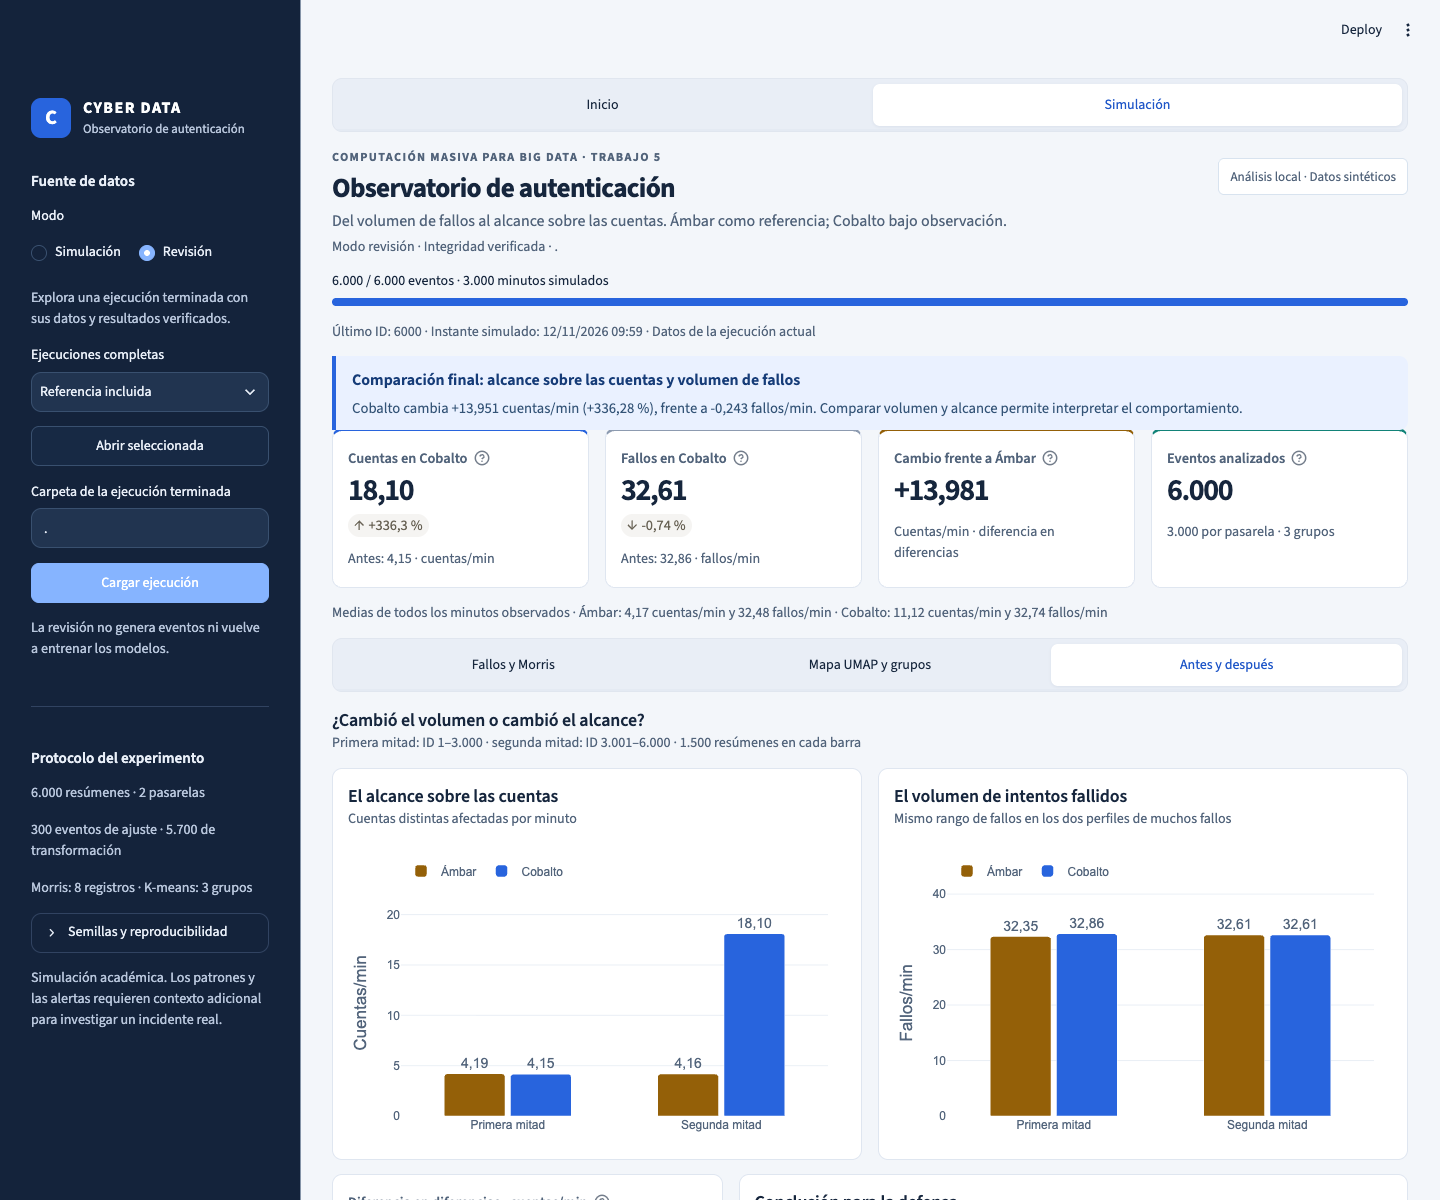 Deploy
C
CYBER DATA
Observatorio de autenticación
Fuente de datos
Modo
Simulación
Revisión
Explora una ejecución terminada con
sus datos y resultados verificados.
Ejecuciones completas
Referencia incluida
Abrir seleccionada
Carpeta de la ejecución terminada
.
Cargar ejecución
La revisión no genera eventos ni vuelve
a entrenar los modelos.
Protocolo del experimento
6.000 resúmenes · 2 pasarelas
300 eventos de ajuste · 5.700 de
transformación
Morris: 8 registros · K-means: 3 grupos
Semillas y reproducibilidad
Simulación académica. Los patrones y
las alertas requieren contexto adicional
para investigar un incidente real.
Inicio
Simulación
COMPUTACIÓN MASIVA PARA BIG DATA · TRABAJO 5
Observatorio de autenticación
Análisis local · Datos sintéticos
Del volumen de fallos al alcance sobre las cuentas. Ámbar como referencia; Cobalto bajo observación.
Modo revisión · Integridad verificada · .
6.000 / 6.000 eventos · 3.000 minutos simulados
Último ID: 6000 · Instante simulado: 12/11/2026 09:59 · Datos de la ejecución actual
Comparación final: alcance sobre las cuentas y volumen de fallos
Cobalto cambia +13,951 cuentas/min (+336,28 %), frente a -0,243 fallos/min. Comparar volumen y alcance permite interpretar el comportamiento.
Cuentas en Cobalto
18,10
↑ +336,3 %
Antes: 4,15 · cuentas/min
Fallos en Cobalto
32,61
↓ -0,74 %
Antes: 32,86 · fallos/min
Cambio frente a Ámbar
+13,981
Cuentas/min · diferencia en
diferencias
Eventos analizados
6.000
3.000 por pasarela · 3 grupos
Medias de todos los minutos observados · Ámbar: 4,17 cuentas/min y 32,48 fallos/min · Cobalto: 11,12 cuentas/min y 32,74 fallos/min
Fallos y Morris
Mapa UMAP y grupos
Antes y después
¿Cambió el volumen o cambió el alcance?
Primera mitad: ID 1–3.000 · segunda mitad: ID 3.001–6.000 · 1.500 resúmenes en cada barra
El alcance sobre las cuentas
Cuentas distintas afectadas por minuto
Ámbar
Cobalto
Cuentas/min
20
15
10
5
0
4,19
4,15
4,16
18,10
Primera mitad
Segunda mitad
El volumen de intentos fallidos
Mismo rango de fallos en los dos perfiles de muchos fallos
Ámbar
Cobalto
Fallos/min
40
30
20
10
0
32,35
32,86
32,61
32,61
Primera mitad
Segunda mitad
Diferencia en diferencias · cuentas/min
Conclusión para la defensa